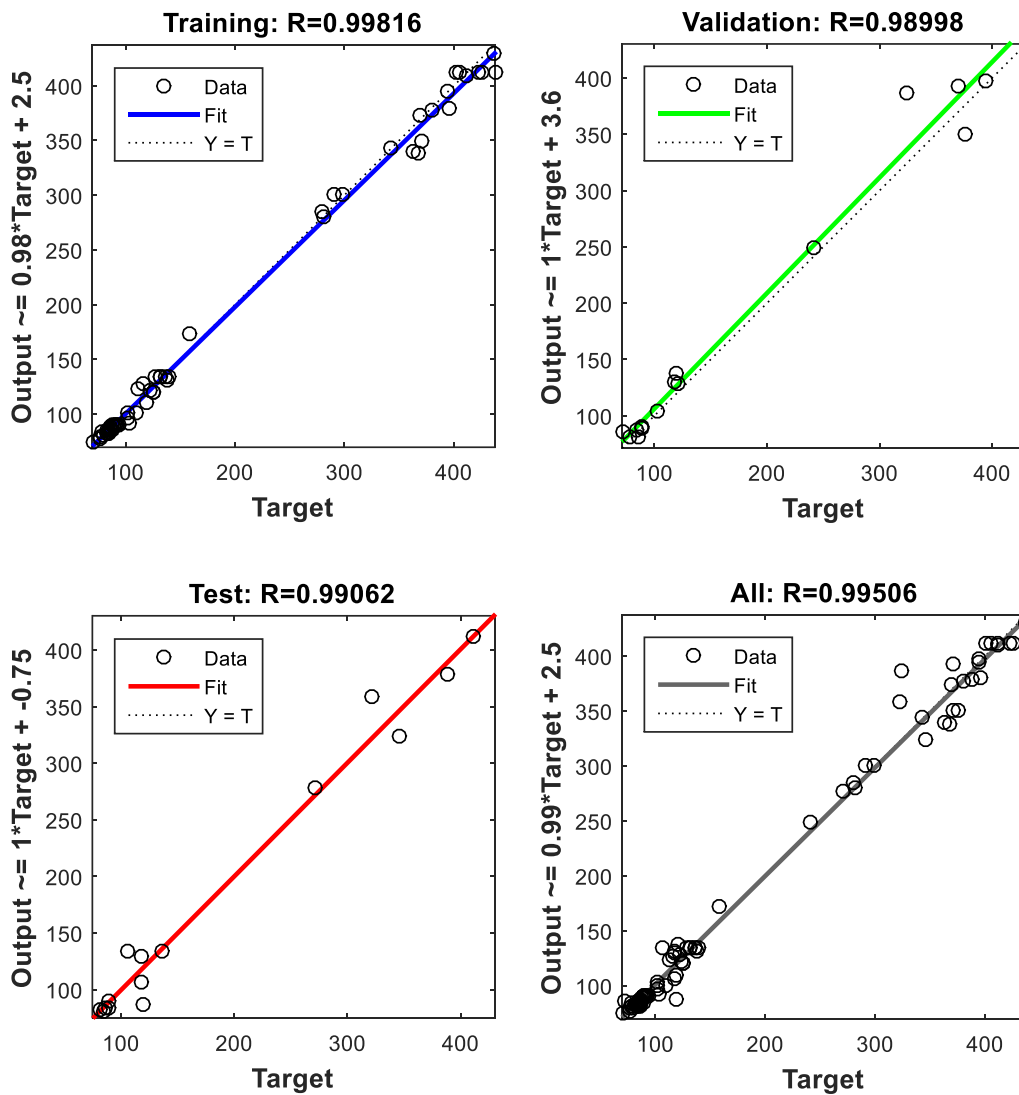 Training: R=0.99816
Output ~= 0.98*Target + 2.5
400
350
300
250
200
150
100
Data
Fit
Y = T
100
200
300
400
Target
Validation: R=0.98998
Output ~= 1*Target + 3.6
400
350
300
250
200
150
100
Data
Fit
Y = T
100
200
300
400
Target
Test: R=0.99062
Output ~= 1*Target + -0.75
400
350
300
250
200
150
100
Data
Fit
Y = T
100
200
300
400
Target
All: R=0.99506
Output ~= 0.99*Target + 2.5
400
350
300
250
200
150
100
Data
Fit
Y = T
100
200
300
400
Target